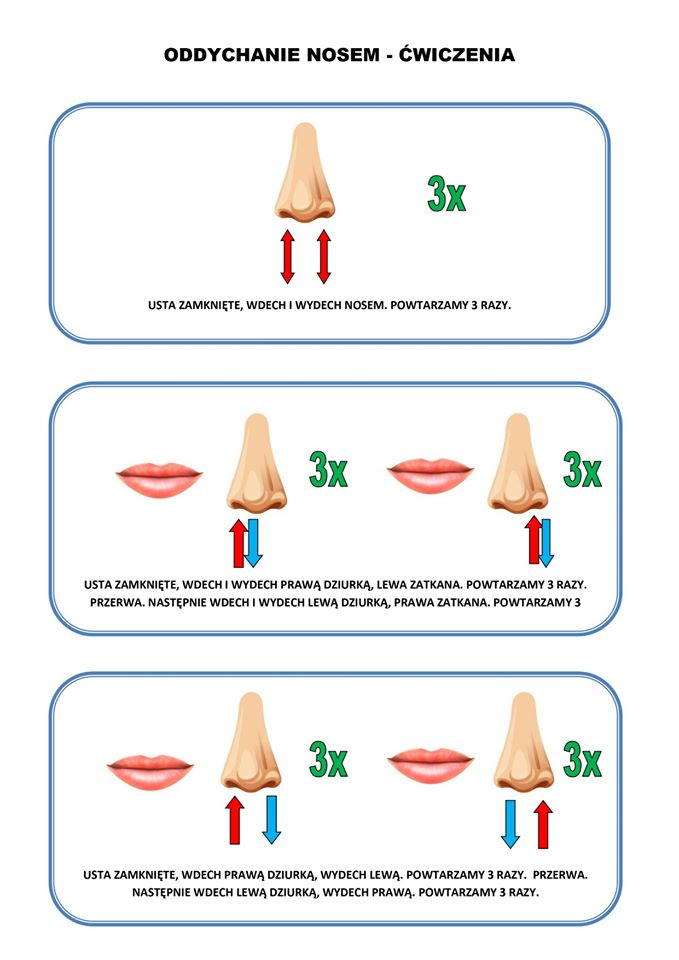 ODDYCHANIE NOSEM - ĆWICZENIA
3x
USTA ZAMKNIĘTE, WDECH I WYDECH NOSEM. POWTARZAMY 3 RAZY.
3x
3x
USTA ZAMKNIĘTE, WDECH I WYDECH PRAWĄ DZIURKĄ, LEWA ZATKANA. POWTARZAMY 3 RAZY.
PRZERWA. NASTĘPNIE WDECH I WYDECH LEWĄ DZIURKĄ, PRAWA ZATKANA. POWTARZAMY 3
3x
3x
USTA ZAMKNIĘTE, WDECH PRAWĄ DZIURKĄ, WYDECH LEWĄ. POWTARZAMY 3 RAZY. PRZERWA.
NASTĘPNIE WDECH LEWĄ DZIURKĄ, WYDECH PRAWĄ. POWTARZAMY 3 RAZY.